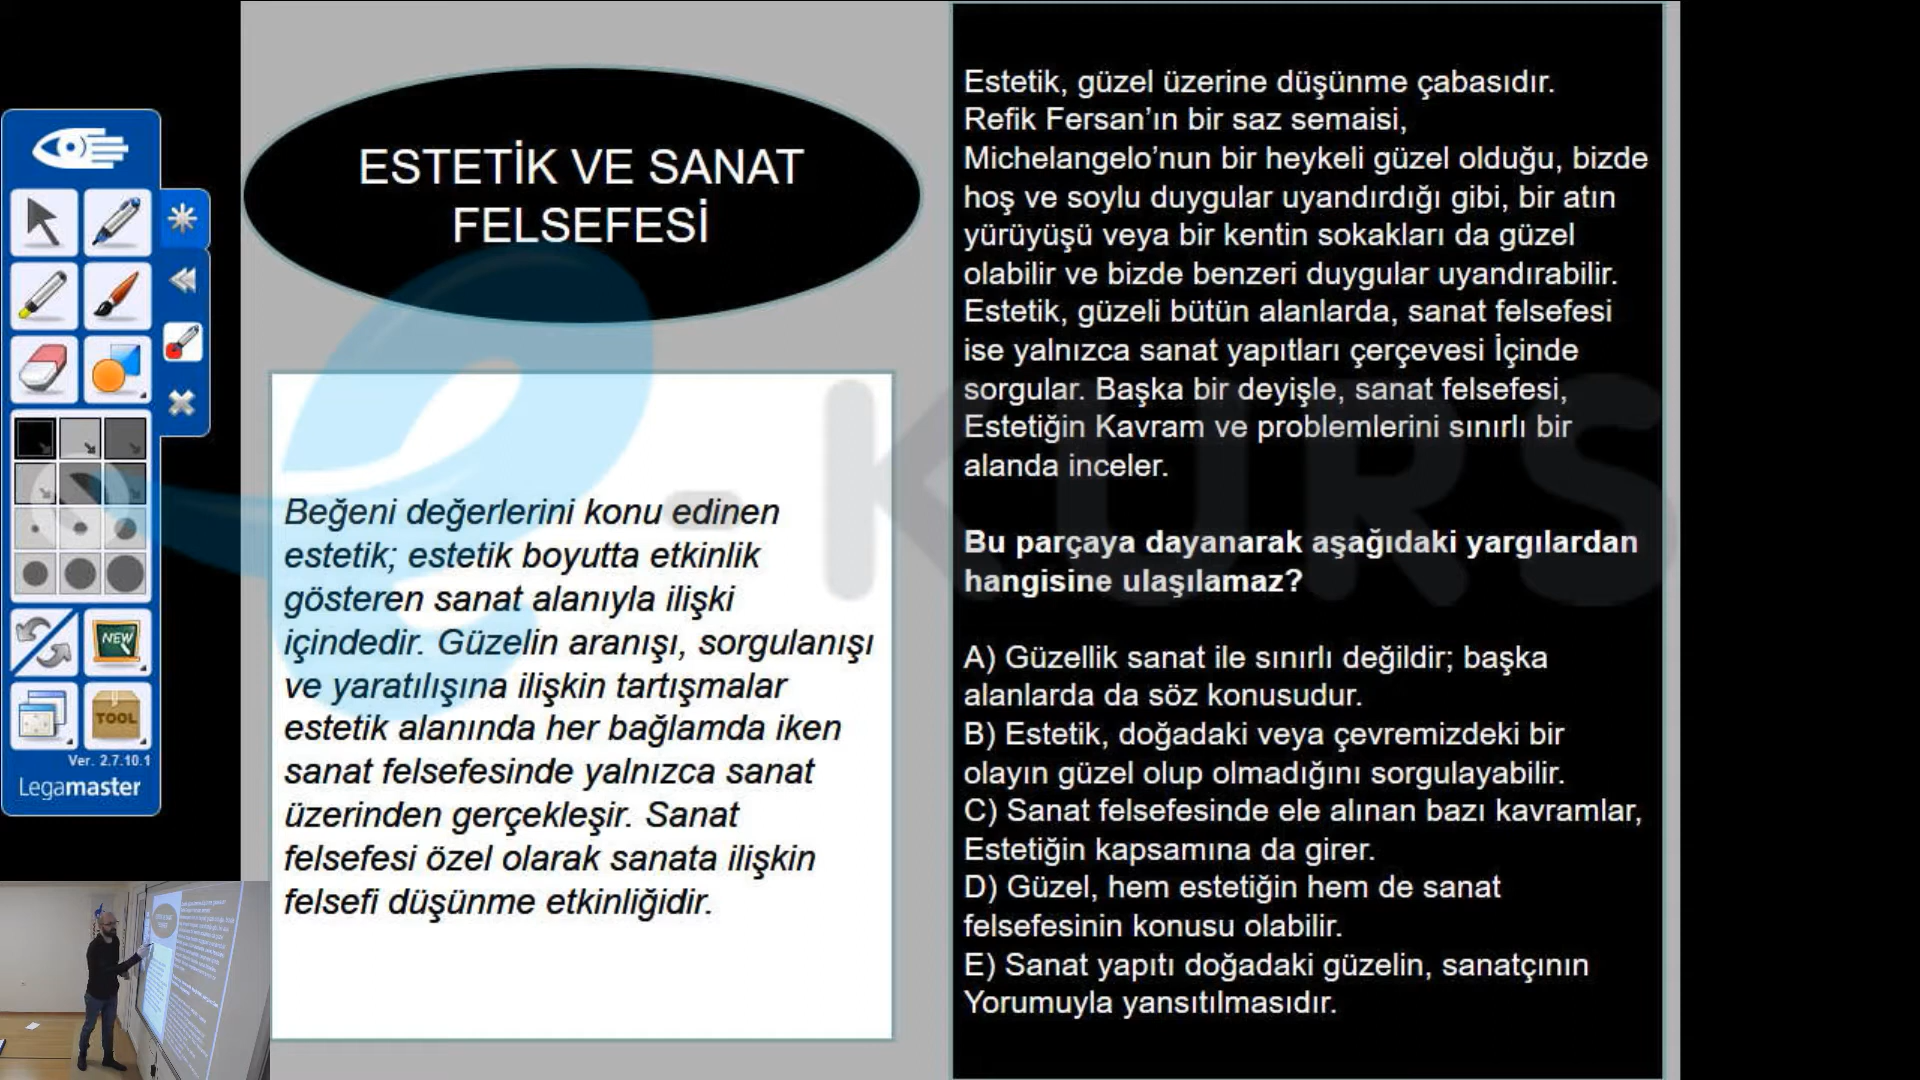 ESTETİK VE SANAT
FELSEFESİ
Beğeni değerlerini konu edinen
estetik; estetik boyutta etkinlik
gösteren sanat alanıyla ilişki
içindedir. Güzelin aranışı, sorgulanışı
ve yaratılışına ilişkin tartışmalar
estetik alanında her bağlamda iken
sanat felsefesinde yalnızca sanat
üzerinden gerçekleşir. Sanat
felsefesi özel olarak sanata ilişkin
felsefi düşünme etkinliğidir.
Estetik, güzel üzerine düşünme çabasıdır.
Refik Fersan’ın bir saz semaisi,
Michelangelo’nun bir heykeli güzel olduğu, bizde
hoş ve soylu duygular uyandırdığı gibi, bir atın
yürüyüşü veya bir kentin sokakları da güzel
olabilir ve bizde benzeri duygular uyandırabilir.
Estetik, güzeli bütün alanlarda, sanat felsefesi
ise yalnızca sanat yapıtları çerçevesi İçinde
sorgular. Başka bir deyişle, sanat felsefesi,
Estetiğin Kavram ve problemlerini sınırlı bir
alanda inceler.
Bu parçaya dayanarak aşağıdaki yargılardan
hangisine ulaşılamaz?
A) Güzellik sanat ile sınırlı değildir; başka
alanlarda da söz konusudur.
B) Estetik, doğadaki veya çevremizdeki bir
olayın güzel olup olmadığını sorgulayabilir.
C) Sanat felsefesinde ele alınan bazı kavramlar,
Estetiğin kapsamına da girer.
D) Güzel, hem estetiğin hem de sanat
felsefesinin konusu olabilir.
E) Sanat yapıtı doğadaki güzelin, sanatçının
Yorumuyla yansıtılmasıdır.
e-KURS
NEW
TOOL
Ver. 2.7.10.1
Legamaster